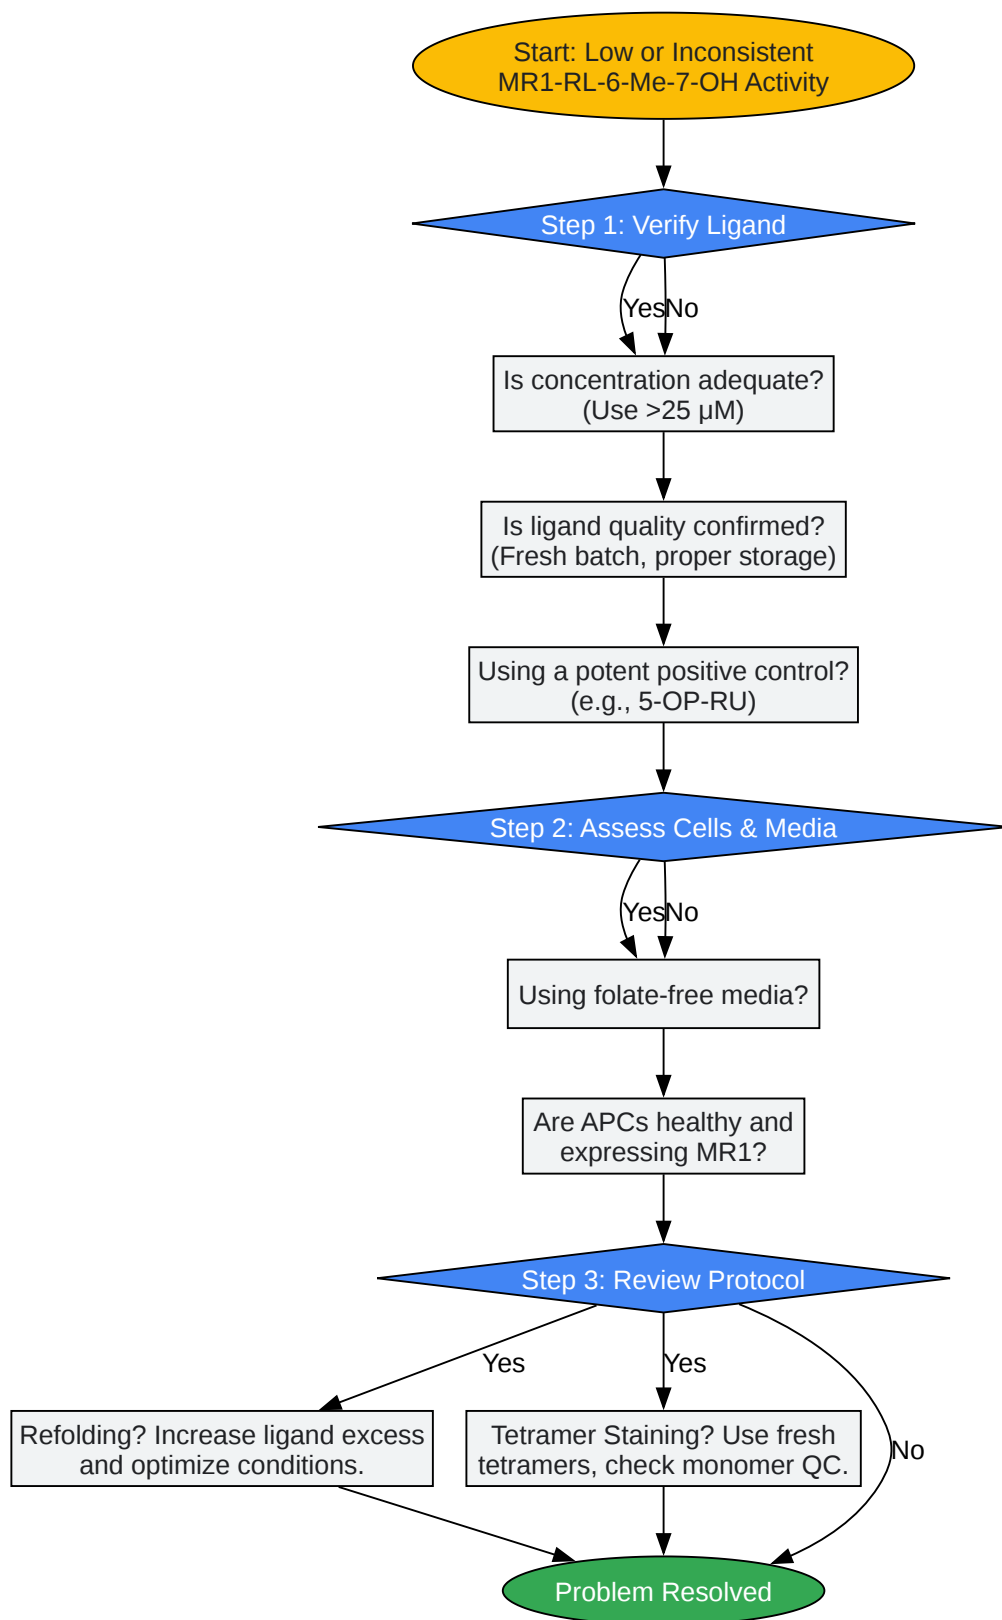 Start: Low or Inconsistent
MR1-RL-6-Me-7-OH Activity
Step 1: Verify Ligand
Yes
No
Is concentration adequate?
(Use >25 μM)
Is ligand quality confirmed?
(Fresh batch, proper storage)
Using a potent positive control?
(e.g., 5-OP-RU)
Step 2: Assess Cells & Media
Yes
No
Using folate-free media?
Are APCs healthy and
expressing MR1?
Step 3: Review Protocol
Yes
Yes
No
Refolding? Increase ligand excess
and optimize conditions.
Tetramer Staining? Use fresh
tetramers, check monomer QC.
Problem Resolved